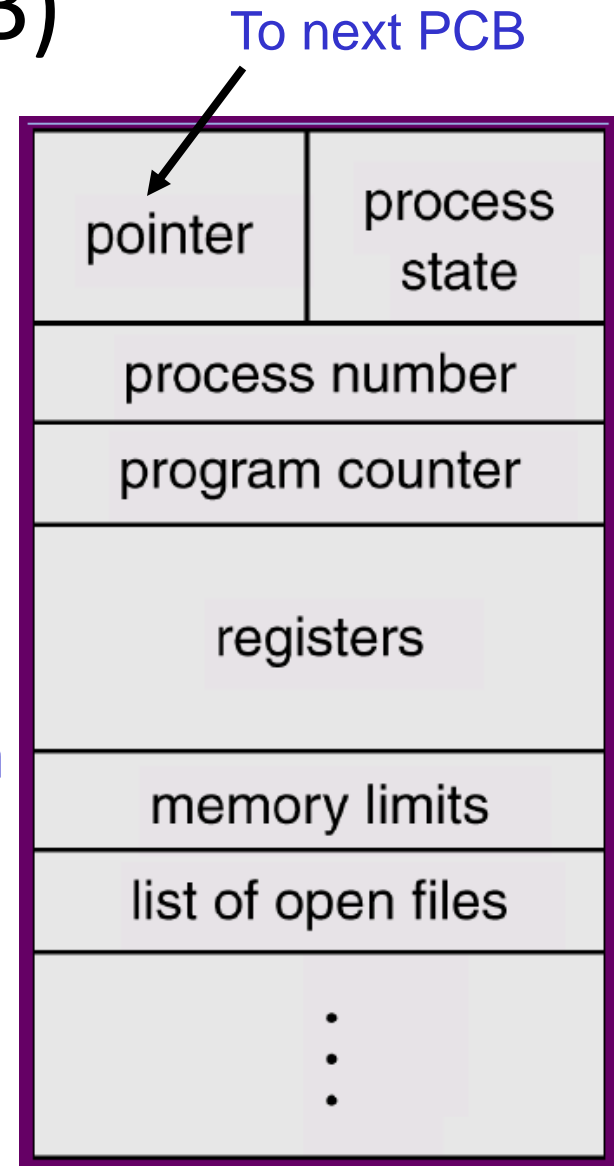 B)
To next PCB
pointer
process
state
process number
program counter
registers
memory limits
list of open files